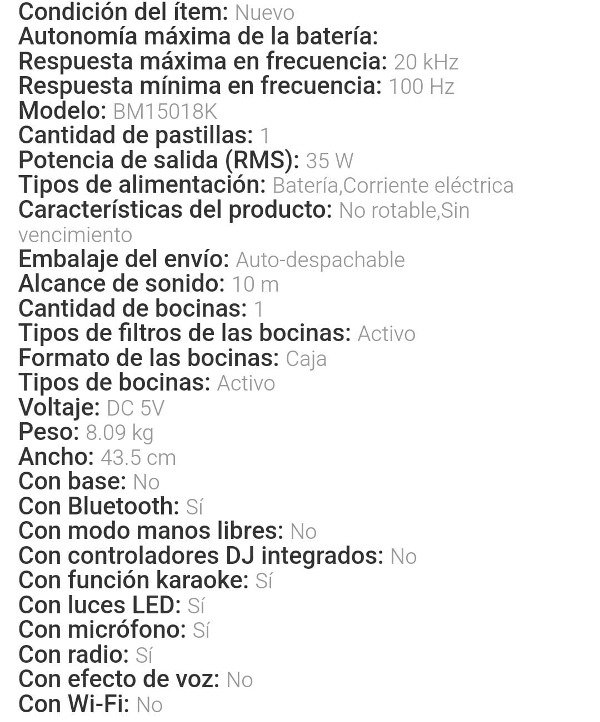 Condición del ítem: Nuevo
Autonomía máxima de la batería:
Respuesta máxima en frecuencia: 20 kHz
Respuesta mínima en frecuencia: 100 Hz
Modelo: BM15018K
Cantidad de pastillas: 1
Potencia de salida (RMS): 35 W
Tipos de alimentación: Batería,Corriente eléctrica
Características del producto: No rotable,Sin
vencimiento
Embalaje del envío: Auto-despachable
Alcance de sonido: 10 m
Cantidad de bocinas: 1
Tipos de filtros de las bocinas: Activo
Formato de las bocinas: Caja
Tipos de bocinas: Activo
Voltaje: DC 5V
Peso: 8.09 kg
Ancho: 43.5 cm
Con base: No
Con Bluetooth: Sí
Con modo manos libres: No
Con controladores DJ integrados: No
Con función karaoke: Sí
Con luces LED: Sí
Con micrófono: Sí
Con radio: Sí
Con efecto de voz: No
Con Wi-Fi: No